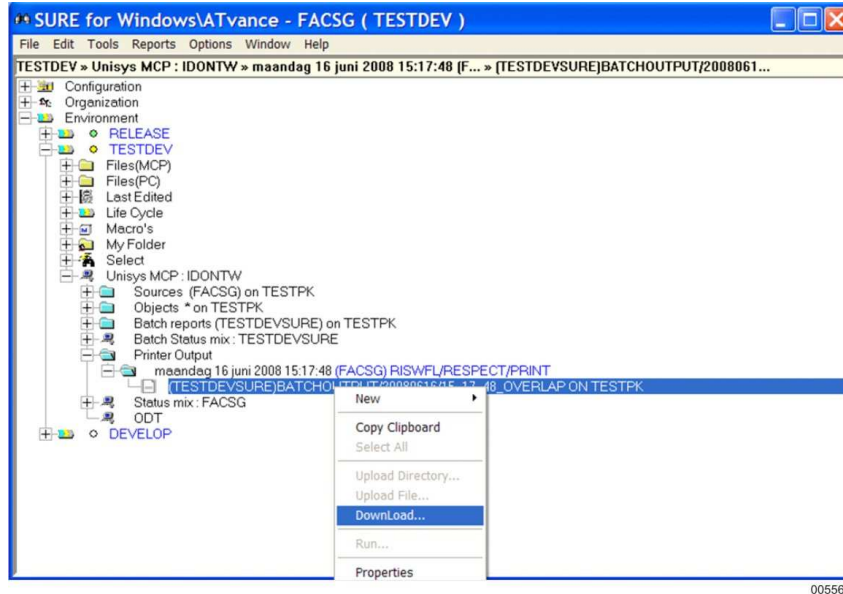 SURE for Windows\ATvance - FACSG ( TESTDEV )
File Edit Tools Reports Options Window Help
TESTDEV » Unisys MCP : IDONTW » maandag 16 juni 2008 15:17:48 (F... » (TESTDEVSURE)BATCHOUTPUT/2008061...
Configuration
Organization
Environment
RELEASE
TESTDEV
Files(MCP)
Files(PC)
Last Edited
Life Cycle
Macro's
My Folder
Select
Unisys MCP : IDONTW
Sources (FACSG) on TESTPK
Objects * on TESTPK
Batch reports (TESTDEVSURE) on TESTPK
Batch Status mix : TESTDEVSURE
Printer Output
maandag 16 juni 2008 15:17:48 (FACSG) RISWFL/RESPECT/PRINT
(TESTDEVSURE)BATCHOUTPUT/20080616/15_17_48_OVERLAP ON TESTPK
Status mix : FACSG
ODT
DEVELOP
New
Copy Clipboard
Select All
Upload Directory...
Upload File...
DownLoad...
Run...
Properties
00556